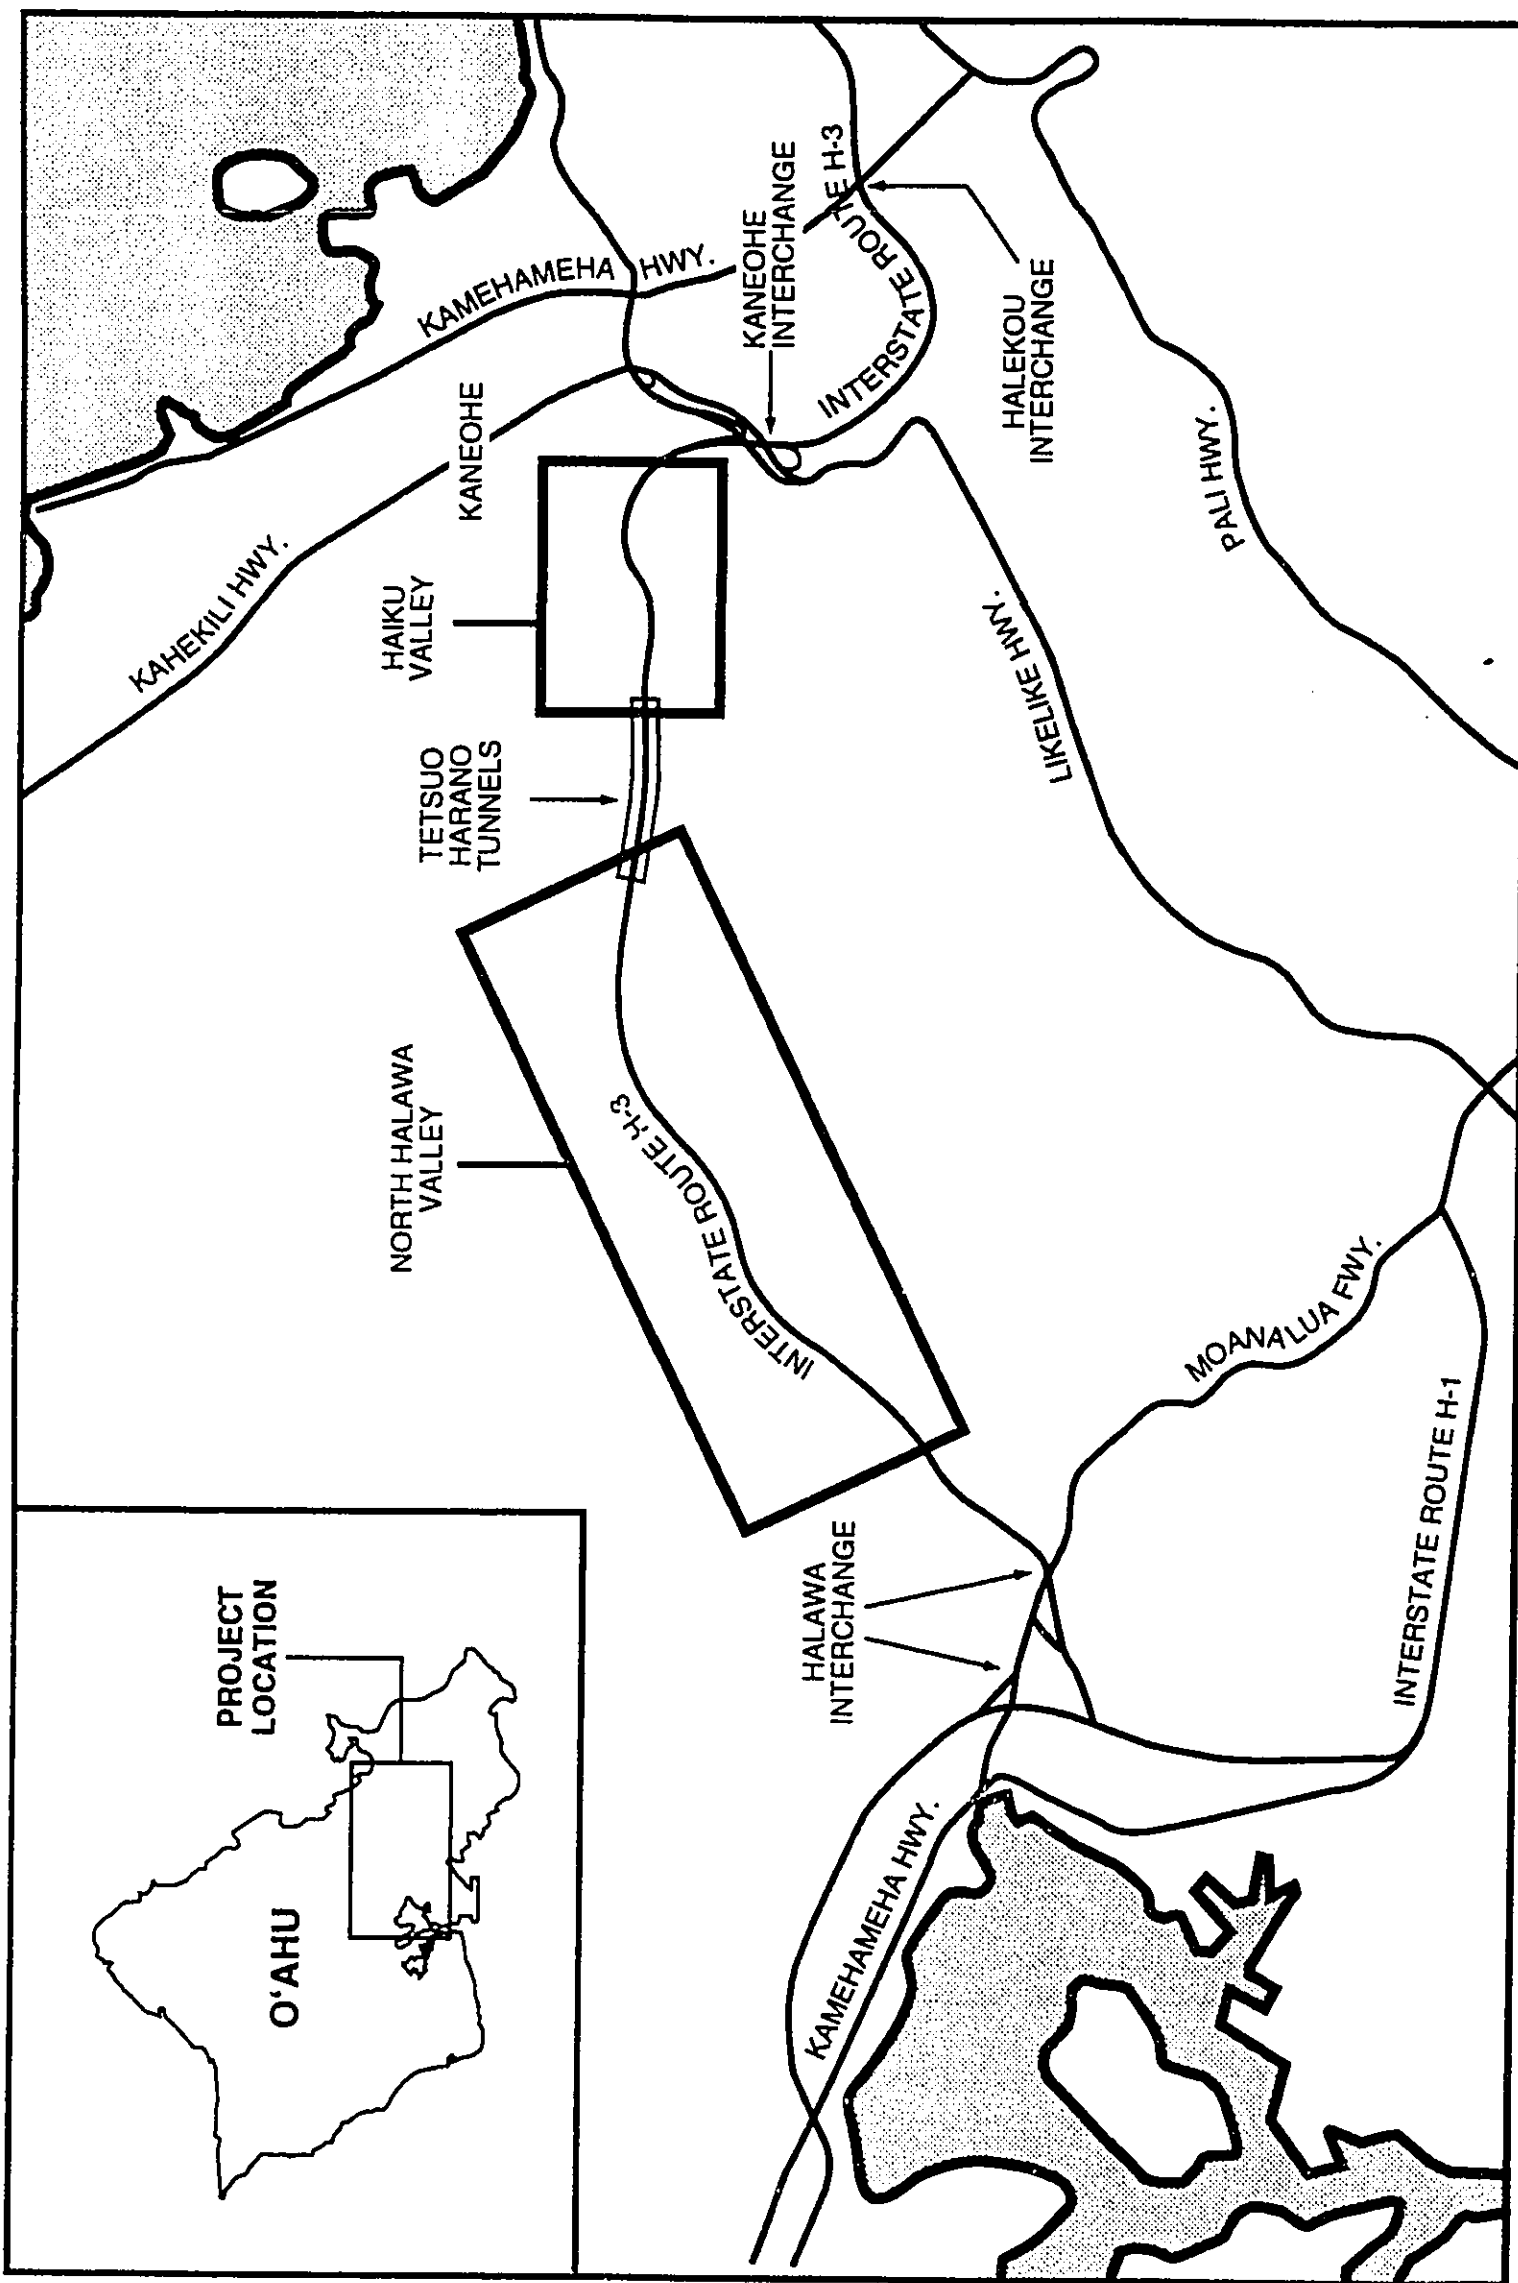 PROJECT
LOCATION
O'AHU
NORTH HALAWA
VALLEY
TETSUO
HARANO
TUNNELS
HAIKU
VALLEY
KANEOHE
KAHEKILI HWY.
KAMEHAMEHA HWY.
KANEOHE
INTERCHANGE
INTERSTATE ROUTE H-3
HALEKOU
INTERCHANGE
INTERSTATE ROUTE H-3
HALAWA
INTERCHANGE
KAMEHAMEHA HWY.
LIKELIKE HWY.
PALI HWY.
MOANALUA FWY.
INTERSTATE ROUTE H-1